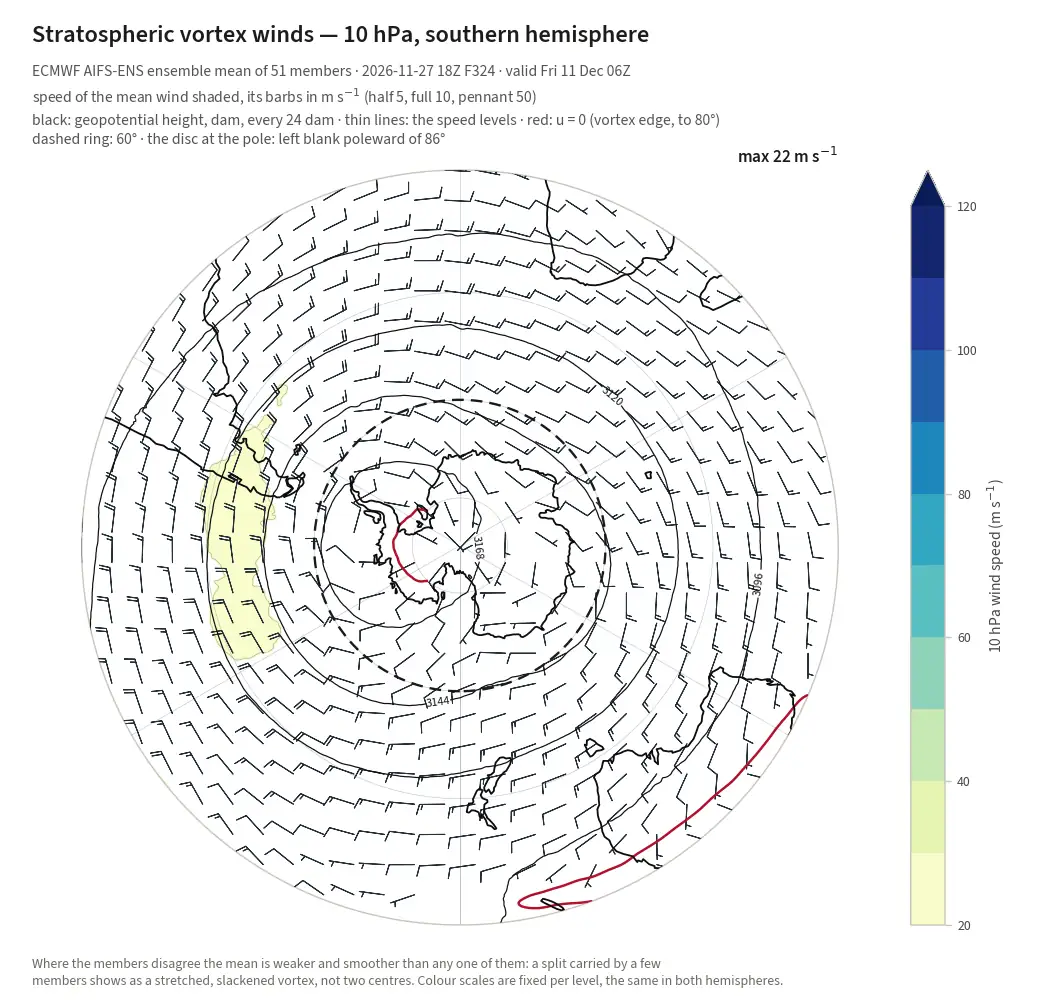 Stratospheric vortex winds — 10 hPa, southern hemisphere
ECMWF AIFS-ENS ensemble mean of 51 members · 2026-11-27 18Z F324 · valid Fri 11 Dec 06Z
speed of the mean wind shaded, its barbs in m s⁻¹ (half 5, full 10, pennant 50)
black: geopotential height, dam, every 24 dam · thin lines: the speed levels · red: u = 0 (vortex edge, to 80°)
dashed ring: 60° · the disc at the pole: left blank poleward of 86°
max 22 m s⁻¹
120
100
80
60
40
20
10 hPa wind speed (m s⁻¹)
3120
3168
3096
3144
Where the members disagree the mean is weaker and smoother than any one of them: a split carried by a few
members shows as a stretched, slackened vortex, not two centres. Colour scales are fixed per level, the same in both hemispheres.